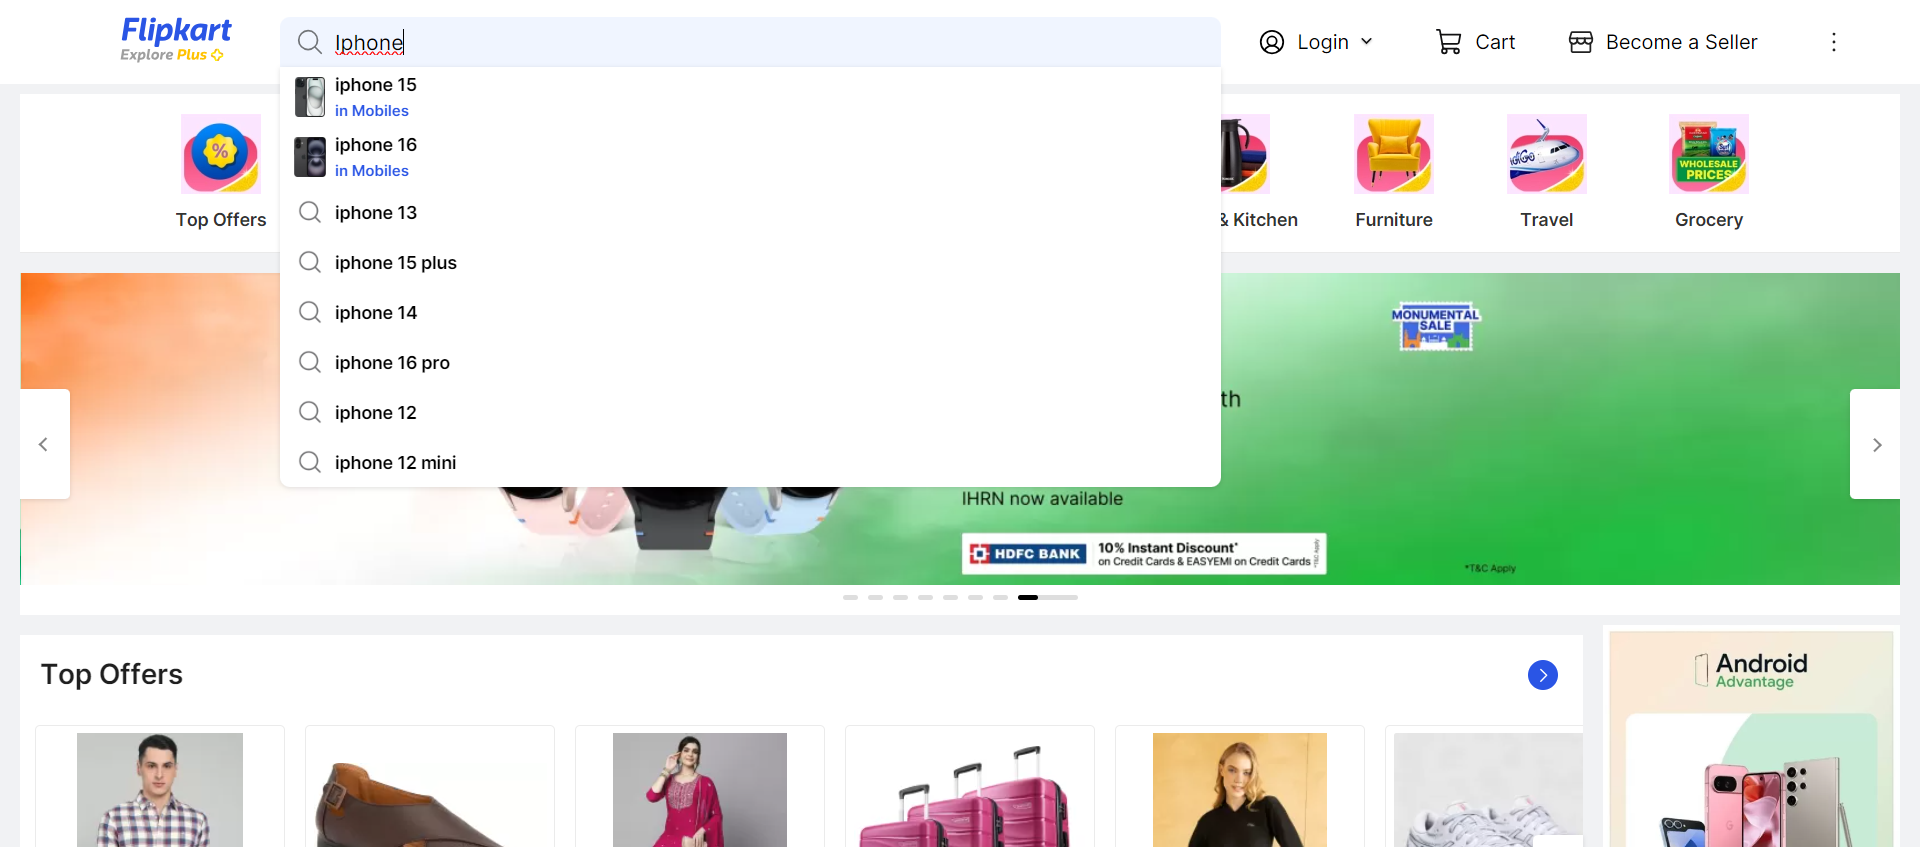 Flipkart
Explore Plus
Iphone
Login
Cart
Become a Seller
iphone 15
in Mobiles
iphone 16
in Mobiles
iphone 13
iphone 15 plus
iphone 14
iphone 16 pro
iphone 12
iphone 12 mini
%
Top Offers
& Kitchen
Furniture
IndiGo
Travel
WHOLESALE
PRICES
Grocery
MONUMENTAL
SALE
th
IHRN now available
HDFC BANK
10% Instant Discount*
on Credit Cards & EASYEMI on Credit Cards
*T&C Apply
*T&C Apply
Top Offers
Android
Advantage